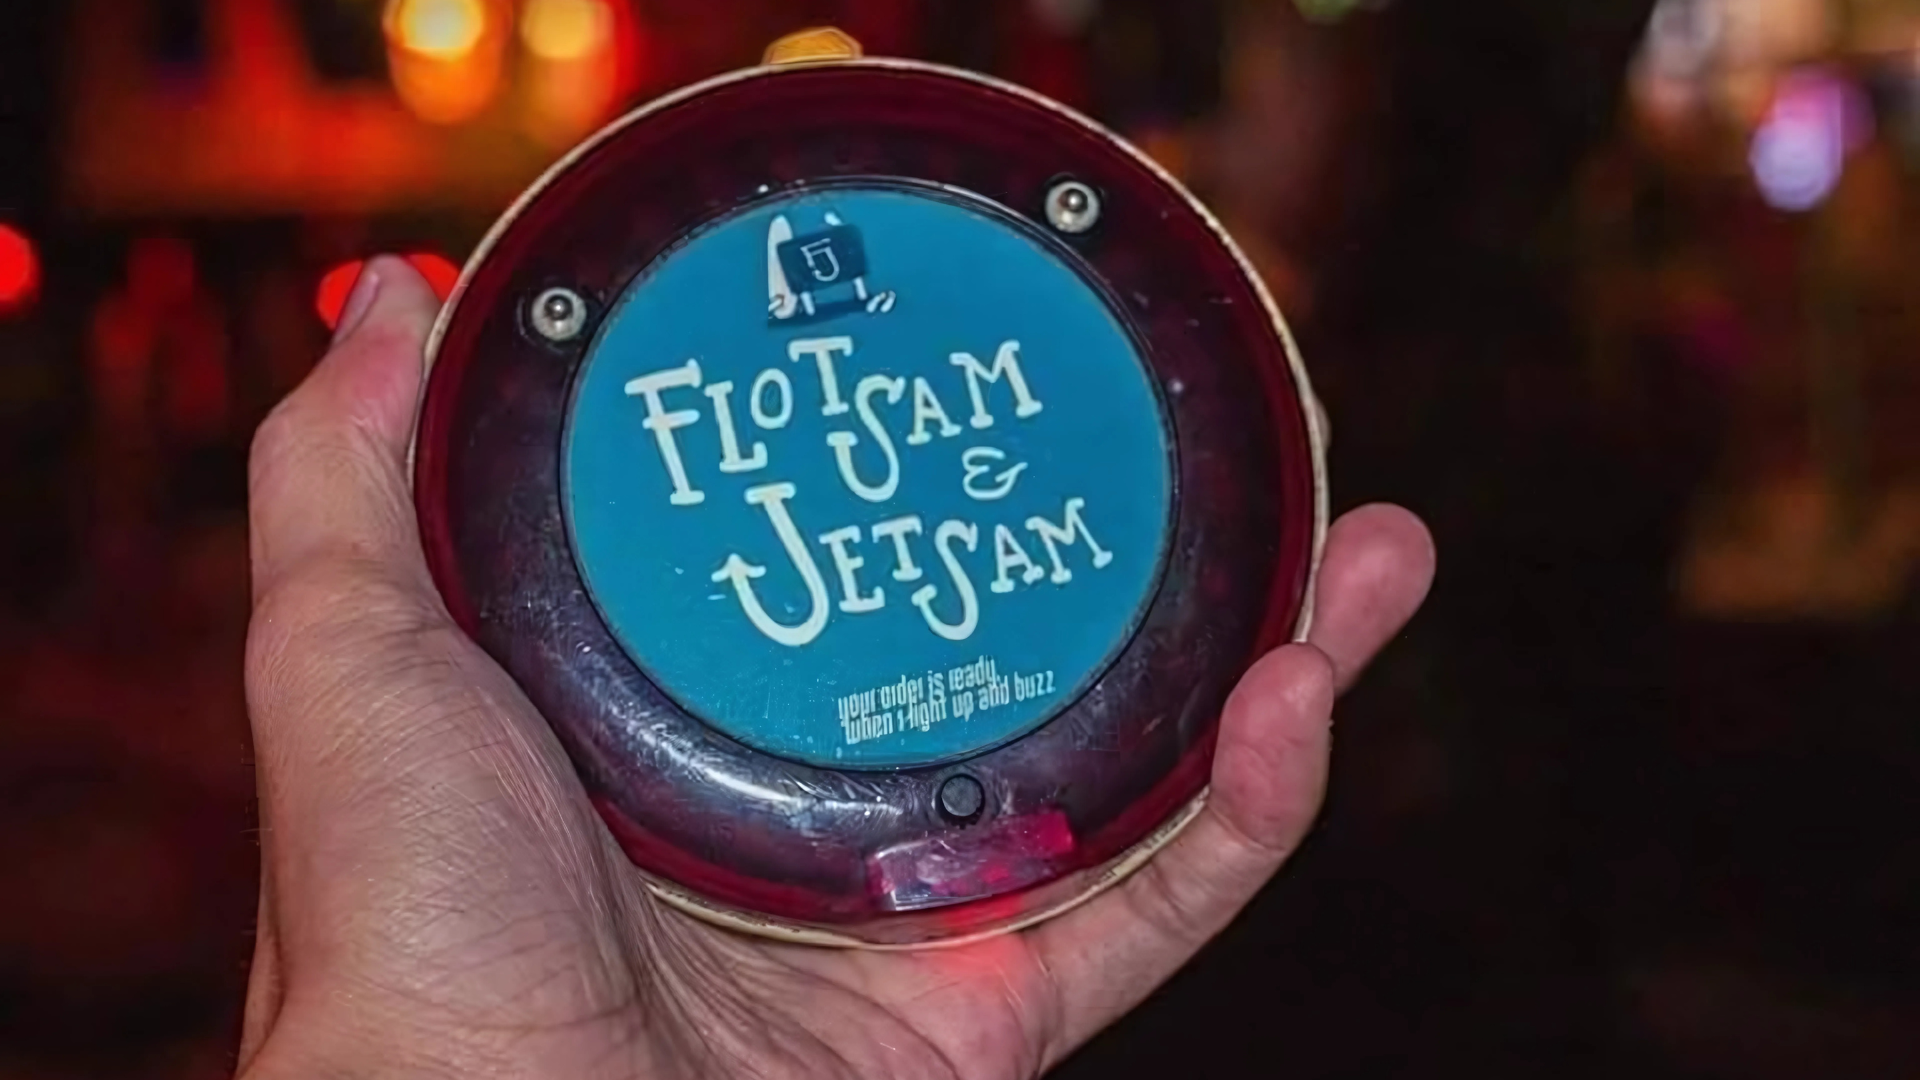 FJ
FLOTSAM
&
JETSAM
your order is ready
when i light up and buzz